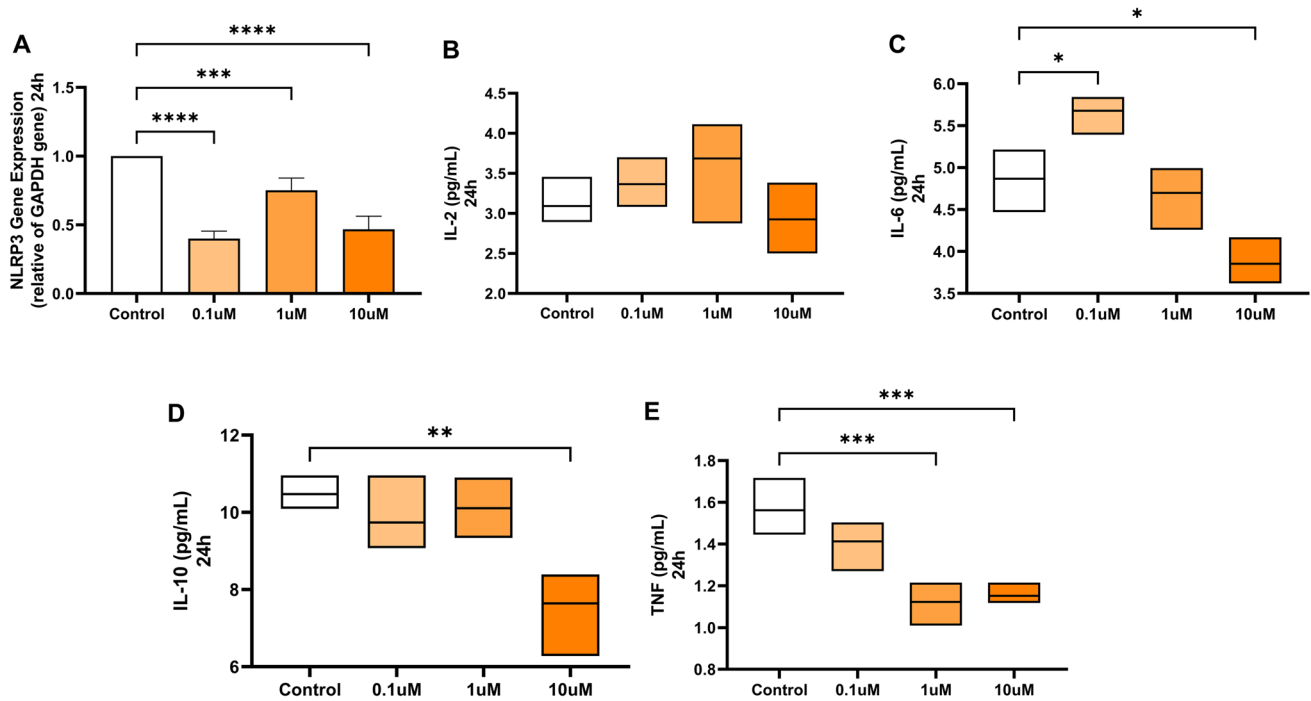 A
****
***
****
NLRP3 Gene Expression
(relative of GAPDH gene) 24h
1.5
1.0
0.5
0.0
Control
0.1uM
1uM
10uM
B
IL-2 (pg/mL)
24h
4.5
4.0
3.5
3.0
2.5
2.0
Control
0.1uM
1uM
10uM
C
*
*
IL-6 (pg/mL)
24h
6.0
5.5
5.0
4.5
4.0
3.5
Control
0.1uM
1uM
10uM
D
**
IL-10 (pg/mL)
24h
12
10
8
6
Control
0.1uM
1uM
10uM
E
***
***
TNF (pg/mL)
24h
1.8
1.6
1.4
1.2
1.0
0.8
Control
0.1uM
1uM
10uM